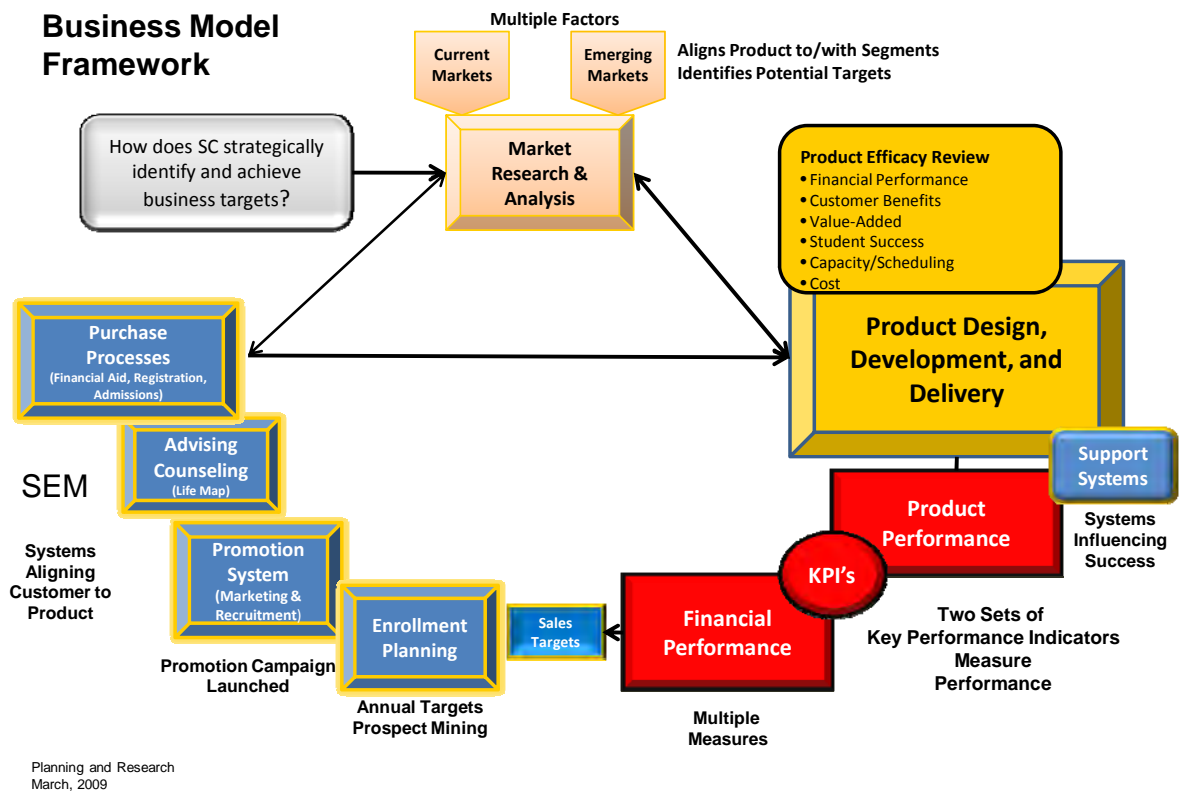 Business Model
Framework
Multiple Factors
Current
Markets
Emerging
Markets
Aligns Product to/with Segments
Identifies Potential Targets
How does SC strategically
identify and achieve
business targets?
Market
Research &
Analysis
Product Efficacy Review
• Financial Performance
• Customer Benefits
• Value-Added
• Student Success
• Capacity/Scheduling
• Cost
Product Design,
Development, and
Delivery
Purchase
Processes
(Financial Aid, Registration,
Admissions)
Advising
Counseling
(Life Map)
SEM
Support
Systems
Product
Performance
Systems
Influencing
Success
Systems
Aligning
Customer to
Product
Promotion
System
(Marketing &
Recruitment)
KPI's
Enrollment
Planning
Sales
Targets
Financial
Performance
Two Sets of
Key Performance Indicators
Measure
Performance
Promotion Campaign
Launched
Annual Targets
Prospect Mining
Multiple
Measures
Planning and Research
March, 2009